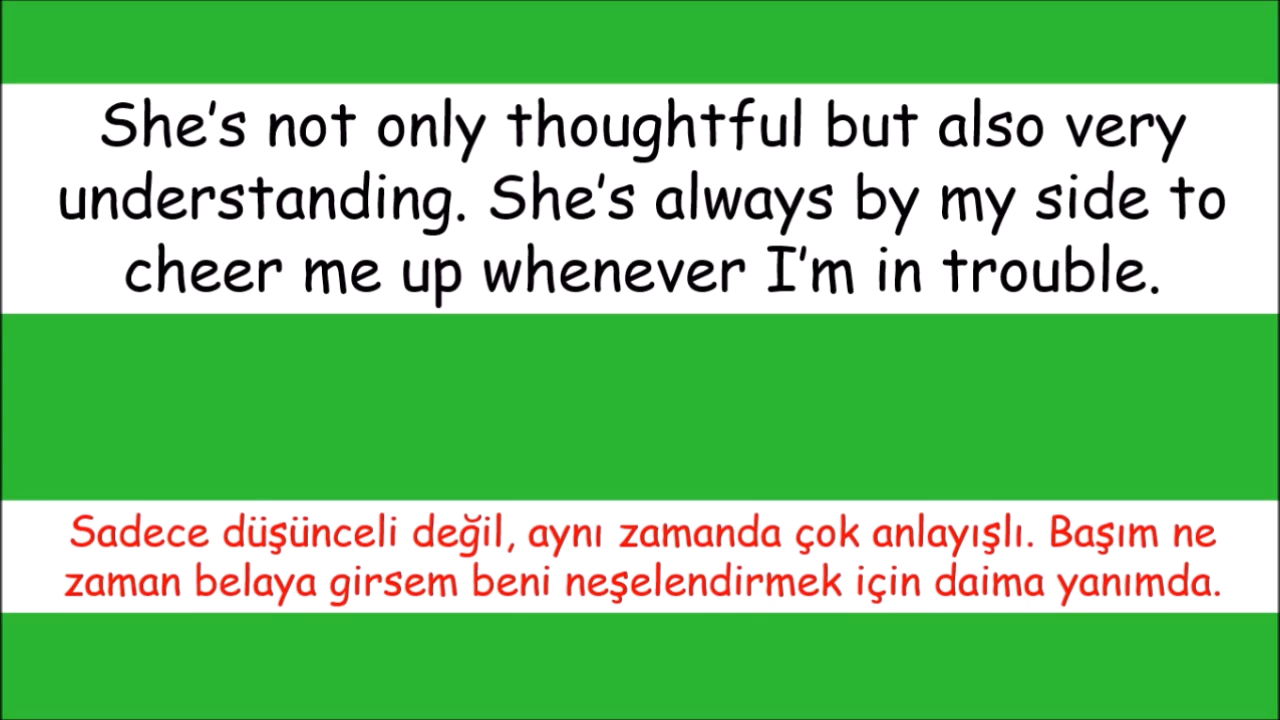 She's not only thoughtful but also very
understanding. She's always by my side to
cheer me up whenever I'm in trouble.
Sadece düşünceli değil, aynı zamanda çok anlayışlı. Başım ne
zaman belaya girsem beni neşelendirmek için daima yanımda.